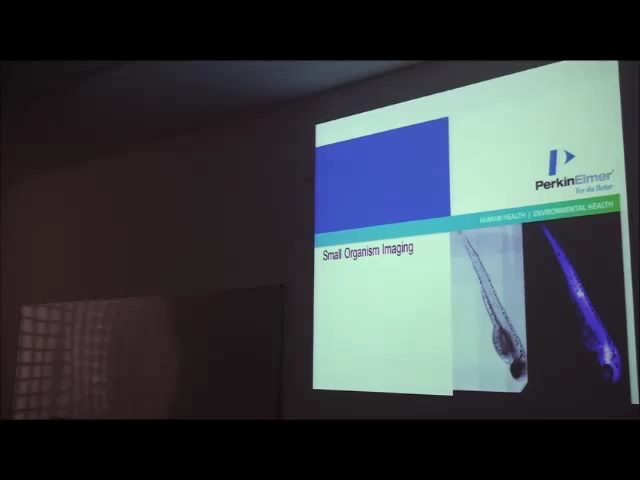 PerkinElmer
For the Better
HUMAN HEALTH | ENVIRONMENTAL HEALTH
Small Organism Imaging